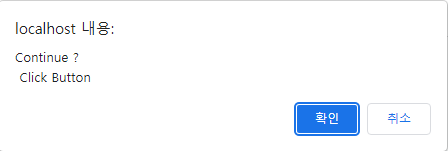 localhost 내용:
Continue ?
Click Button
확인
취소